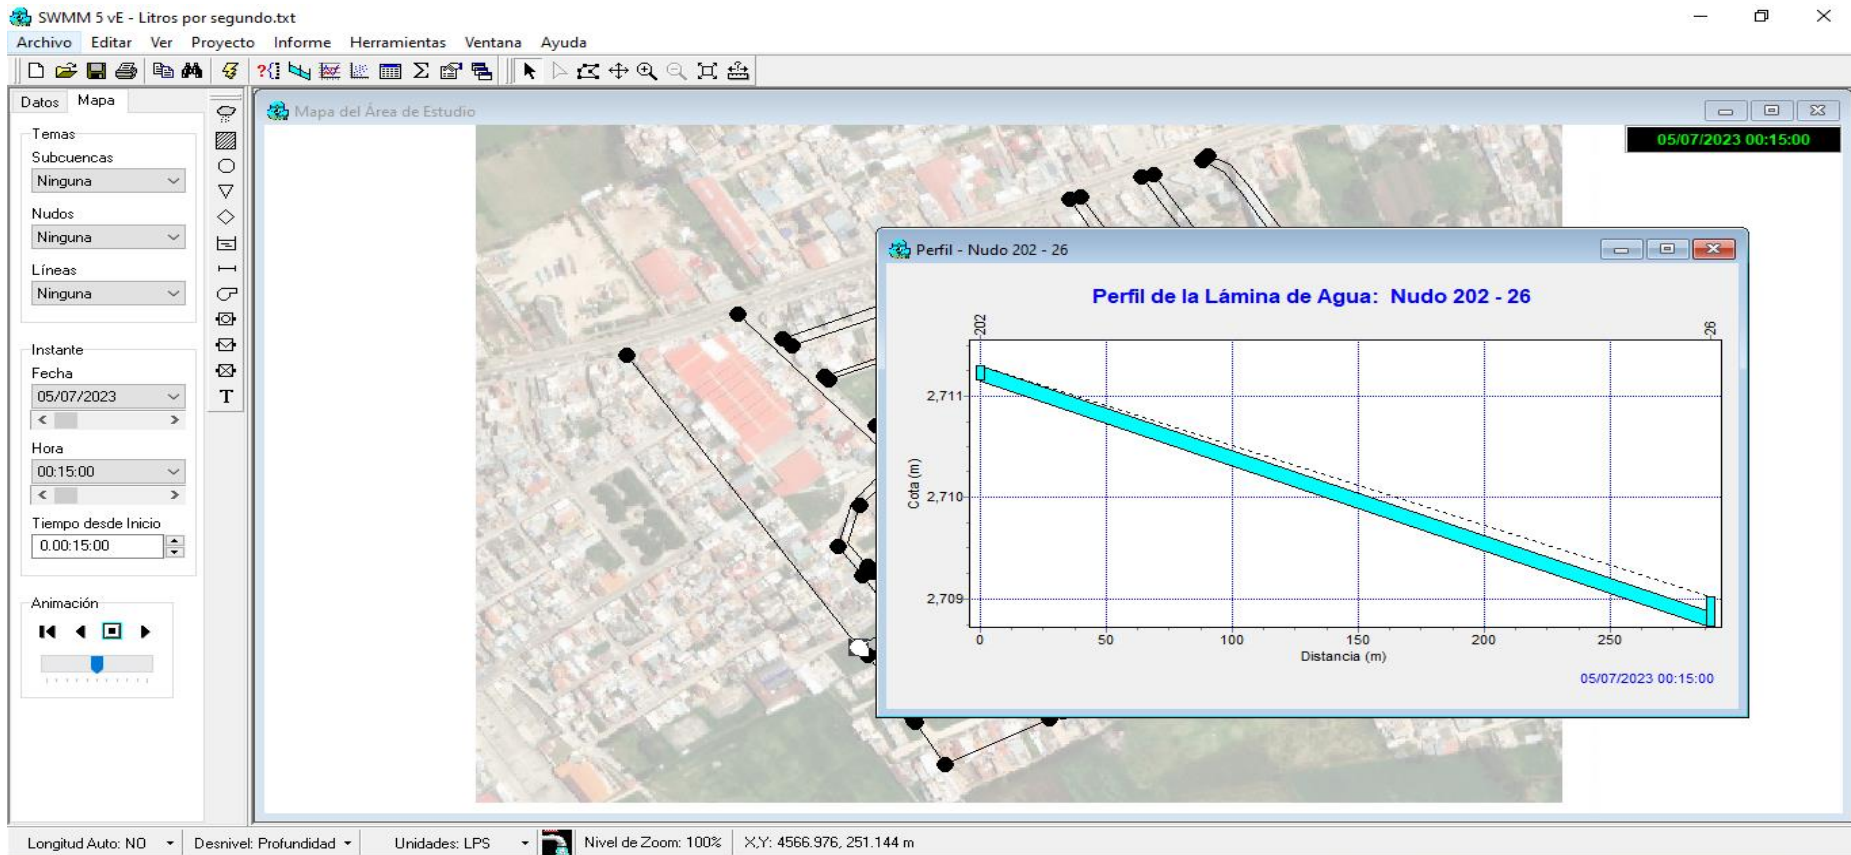 SWMM 5 vE - Litros por segundo.txt
Archivo Editar Ver Proyecto Informe Herramientas Ventana Ayuda
Datos Mapa
Temas
Subcuencas
Ninguna
Nudos
Ninguna
Líneas
Ninguna
Instante
Fecha
05/07/2023
Hora
00:15:00
Tiempo desde Inicio
0.00:15:00
Animación
T
Mapa del Área de Estudio
05/07/2023 00:15:00
Perfil - Nudo 202 - 26
Perfil de la Lámina de Agua: Nudo 202 - 26
202
26
Cota (m)
2,711
2,710
2,709
0 50 100 150 200 250
Distancia (m)
05/07/2023 00:15:00
Longitud Auto: NO Desnivel: Profundidad Unidades: LPS Nivel de Zoom: 100% X,Y: 4566.976, 251.144 m